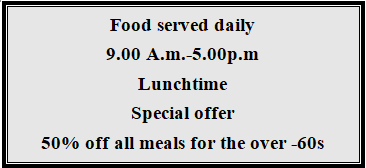 Food served daily
9.00 A.m.-5.00p.m
Lunchtime
Special offer
50% off all meals for the over -60s